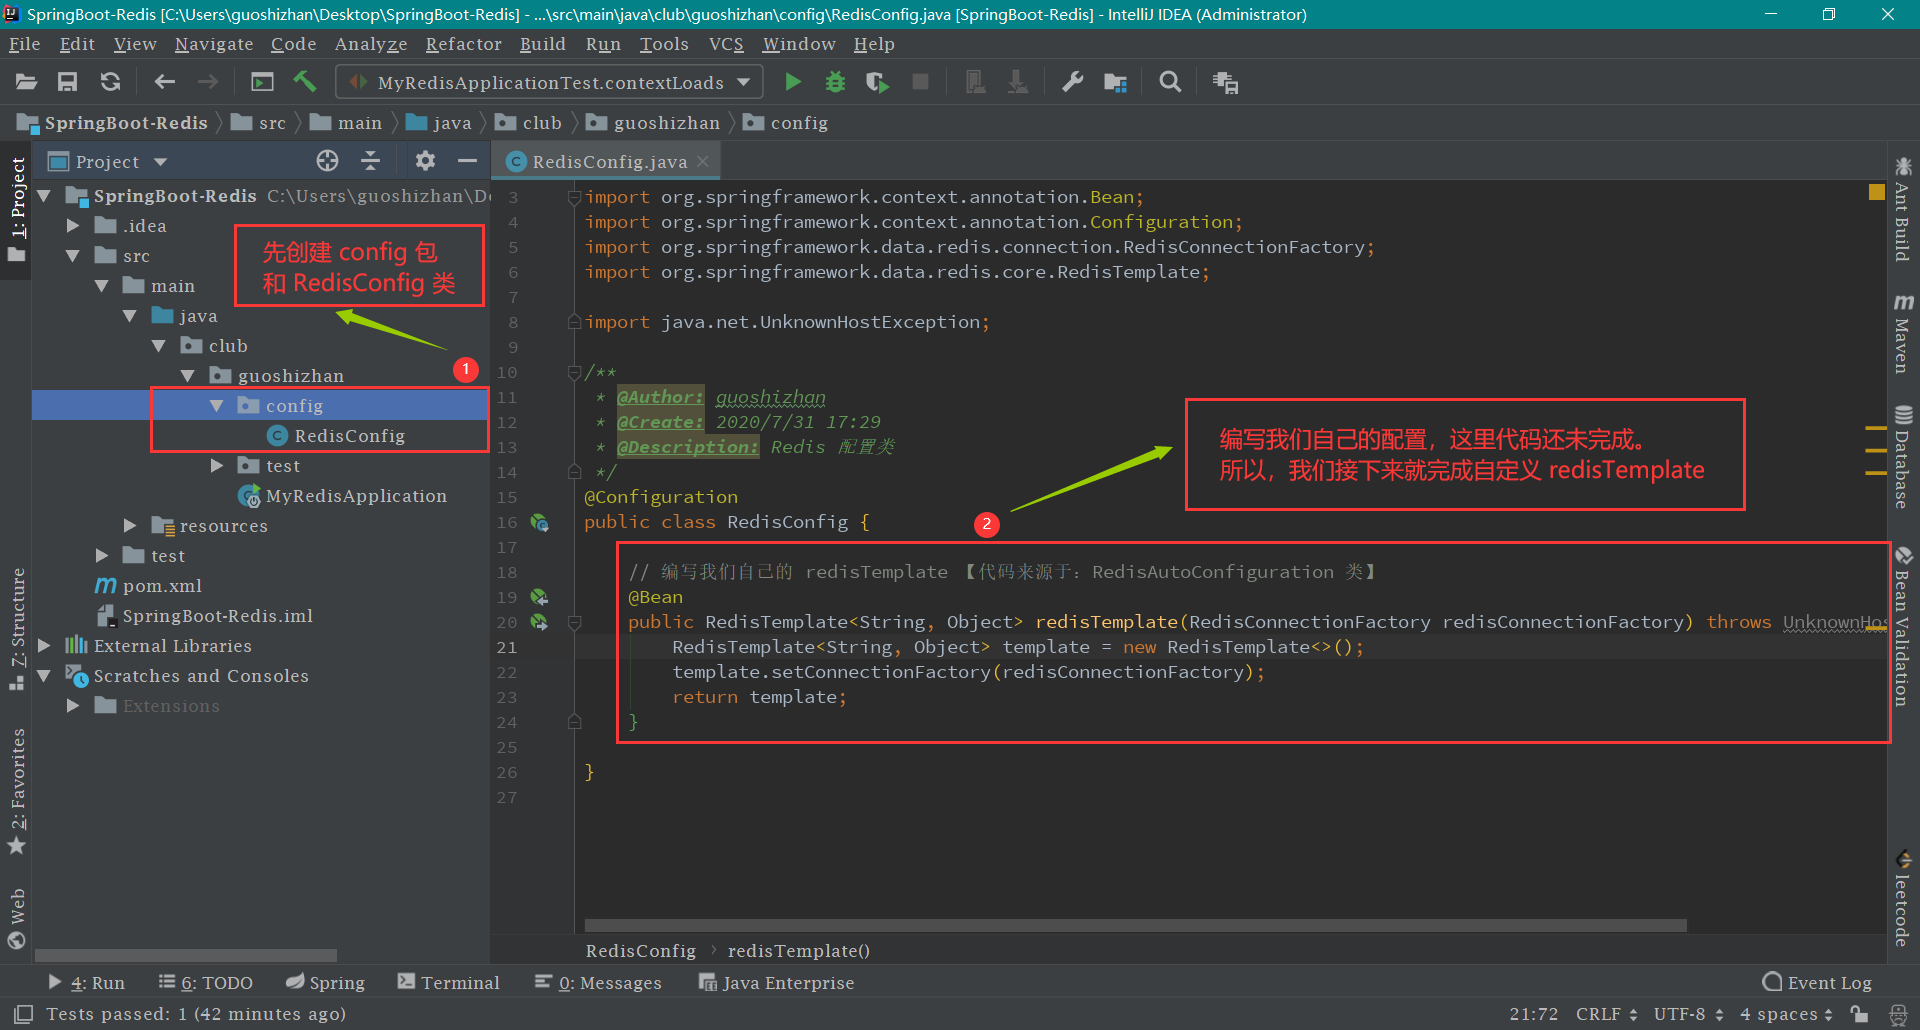 SpringBoot-Redis [C:\Users\guoshizhan\Desktop\SpringBoot-Redis] - ...\src\main\java\club\guoshizhan\config\RedisConfig.java [SpringBoot-Redis] - IntelliJ IDEA (Administrator)
File Edit View Navigate Code Analyze Refactor Build Run Tools VCS Window Help
MyRedisApplicationTest.contextLoads
SpringBoot-Redis src main java club guoshizhan config
Project
RedisConfig.java
1: Project
Z: Structure
2: Favorites
Web
SpringBoot-Redis C:\Users\guoshizhan\De
.idea
src
main
java
club
guoshizhan
config
RedisConfig
test
MyRedisApplication
resources
test
pom.xml
SpringBoot-Redis.iml
External Libraries
Scratches and Consoles
Extensions
先创建 config 包
和 RedisConfig 类
1
3 import org.springframework.context.annotation.Bean;
4 import org.springframework.context.annotation.Configuration;
5 import org.springframework.data.redis.connection.RedisConnectionFactory;
6 import org.springframework.data.redis.core.RedisTemplate;
7
8 import java.net.UnknownHostException;
9
10 /**
11 * @Author: guoshizhan
12 * @Create: 2020/7/31 17:29
13 * @Description: Redis 配置类
14 */
15 @Configuration
16 public class RedisConfig {
17
18 // 编写我们自己的 redisTemplate 【代码来源于：RedisAutoConfiguration 类】
19 @Bean
20 public RedisTemplate<String, Object> redisTemplate(RedisConnectionFactory redisConnectionFactory) throws UnknownHos
21 RedisTemplate<String, Object> template = new RedisTemplate<>();
22 template.setConnectionFactory(redisConnectionFactory);
23 return template;
24 }
25
26 }
27
编写我们自己的配置，这里代码还未完成。
所以，我们接下来就完成自定义 redisTemplate
2
Ant Build
Maven
Database
Bean Validation
leetcode
RedisConfig › redisTemplate()
4: Run 6: TODO Spring Terminal 0: Messages Java Enterprise Event Log
Tests passed: 1 (42 minutes ago) 21:72 CRLF UTF-8 4 spaces